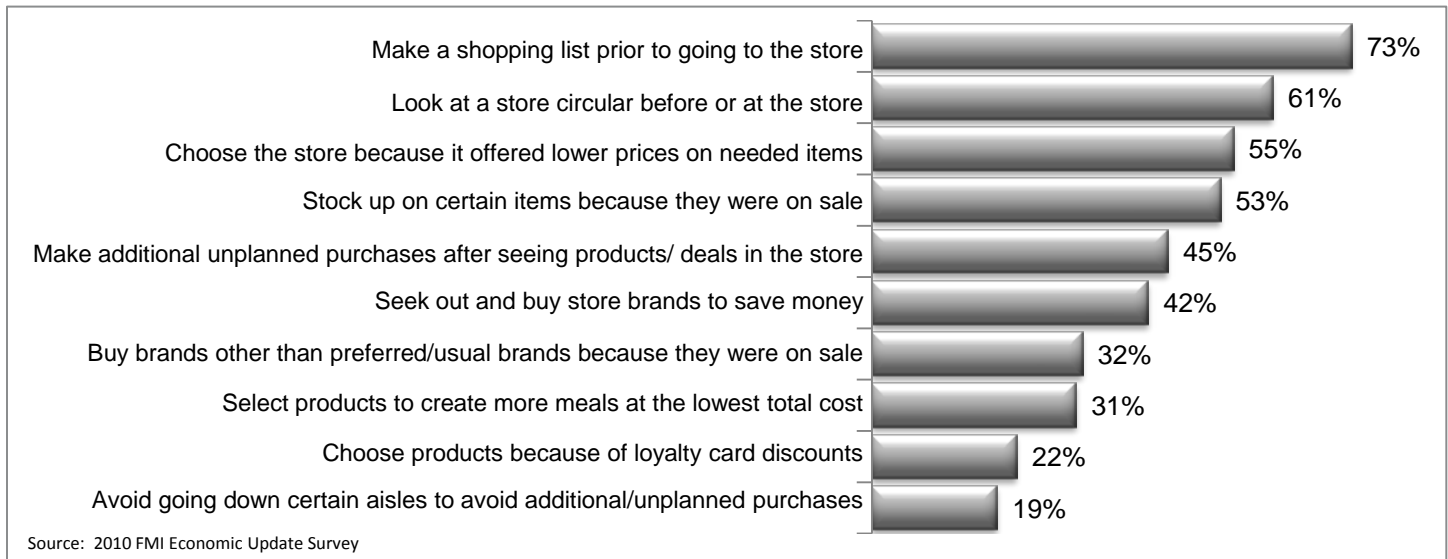 Make a shopping list prior to going to the store 73%
Look at a store circular before or at the store 61%
Choose the store because it offered lower prices on needed items 55%
Stock up on certain items because they were on sale 53%
Make additional unplanned purchases after seeing products/ deals in the store 45%
Seek out and buy store brands to save money 42%
Buy brands other than preferred/usual brands because they were on sale 32%
Select products to create more meals at the lowest total cost 31%
Choose products because of loyalty card discounts 22%
Avoid going down certain aisles to avoid additional/unplanned purchases 19%
Source: 2010 FMI Economic Update Survey